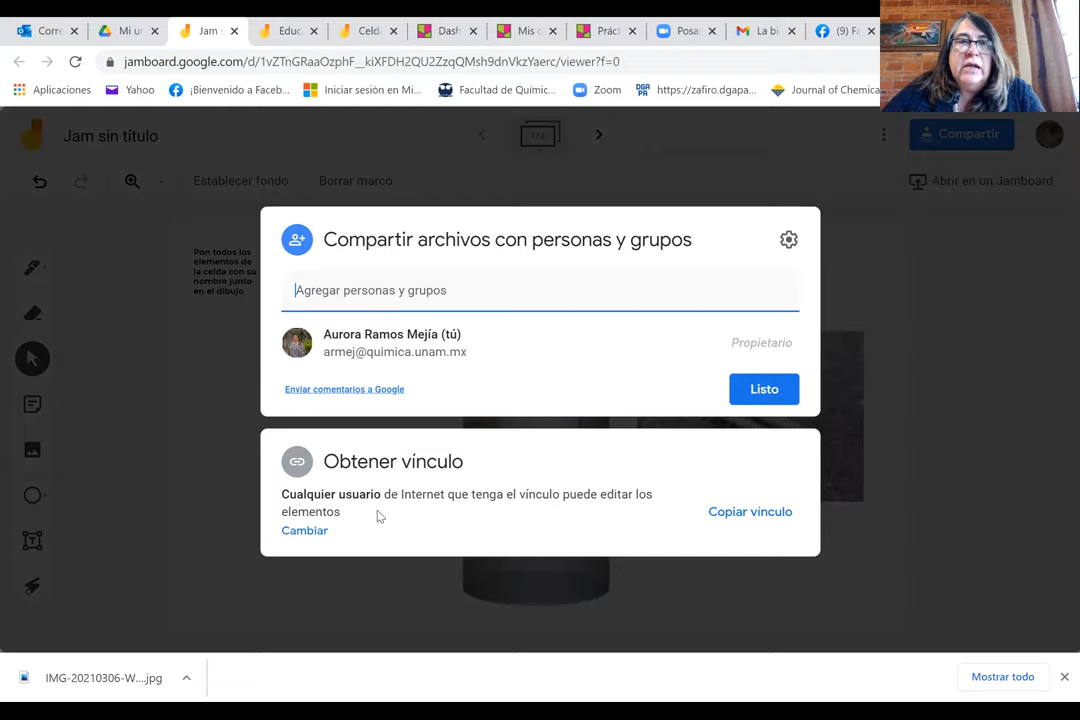 Corre
Mi u
Jam
Educ
Celd
Dash
Mis c
Práct
Posa
La bi
(9) Fa
jamboard.google.com/d/1vZTnGRaaOzphF__kiXFDH2QU2ZzqQMsh9dnVkzYaerc/viewer?f=0
Aplicaciones
Yahoo
¡Bienvenido a Faceb...
Iniciar sesión en Mi...
Facultad de Químic...
Zoom
DGAPA
https://zafiro.dgapa...
Journal of Chemica
Jam sin título
1/2
Compartir
Establecer fondo
Borrar marco
Abrir en un Jamboard
Pon todos los
elementos de
la celda con su
nombre junto
en el dibujo
Compartir archivos con personas y grupos
Agregar personas y grupos
Aurora Ramos Mejía (tú)
armej@quimica.unam.mx
Propietario
Enviar comentarios a Google
Listo
Obtener vínculo
Cualquier usuario de Internet que tenga el vínculo puede editar los
elementos
Copiar vínculo
Cambiar
IMG-20210306-W....jpg
Mostrar todo